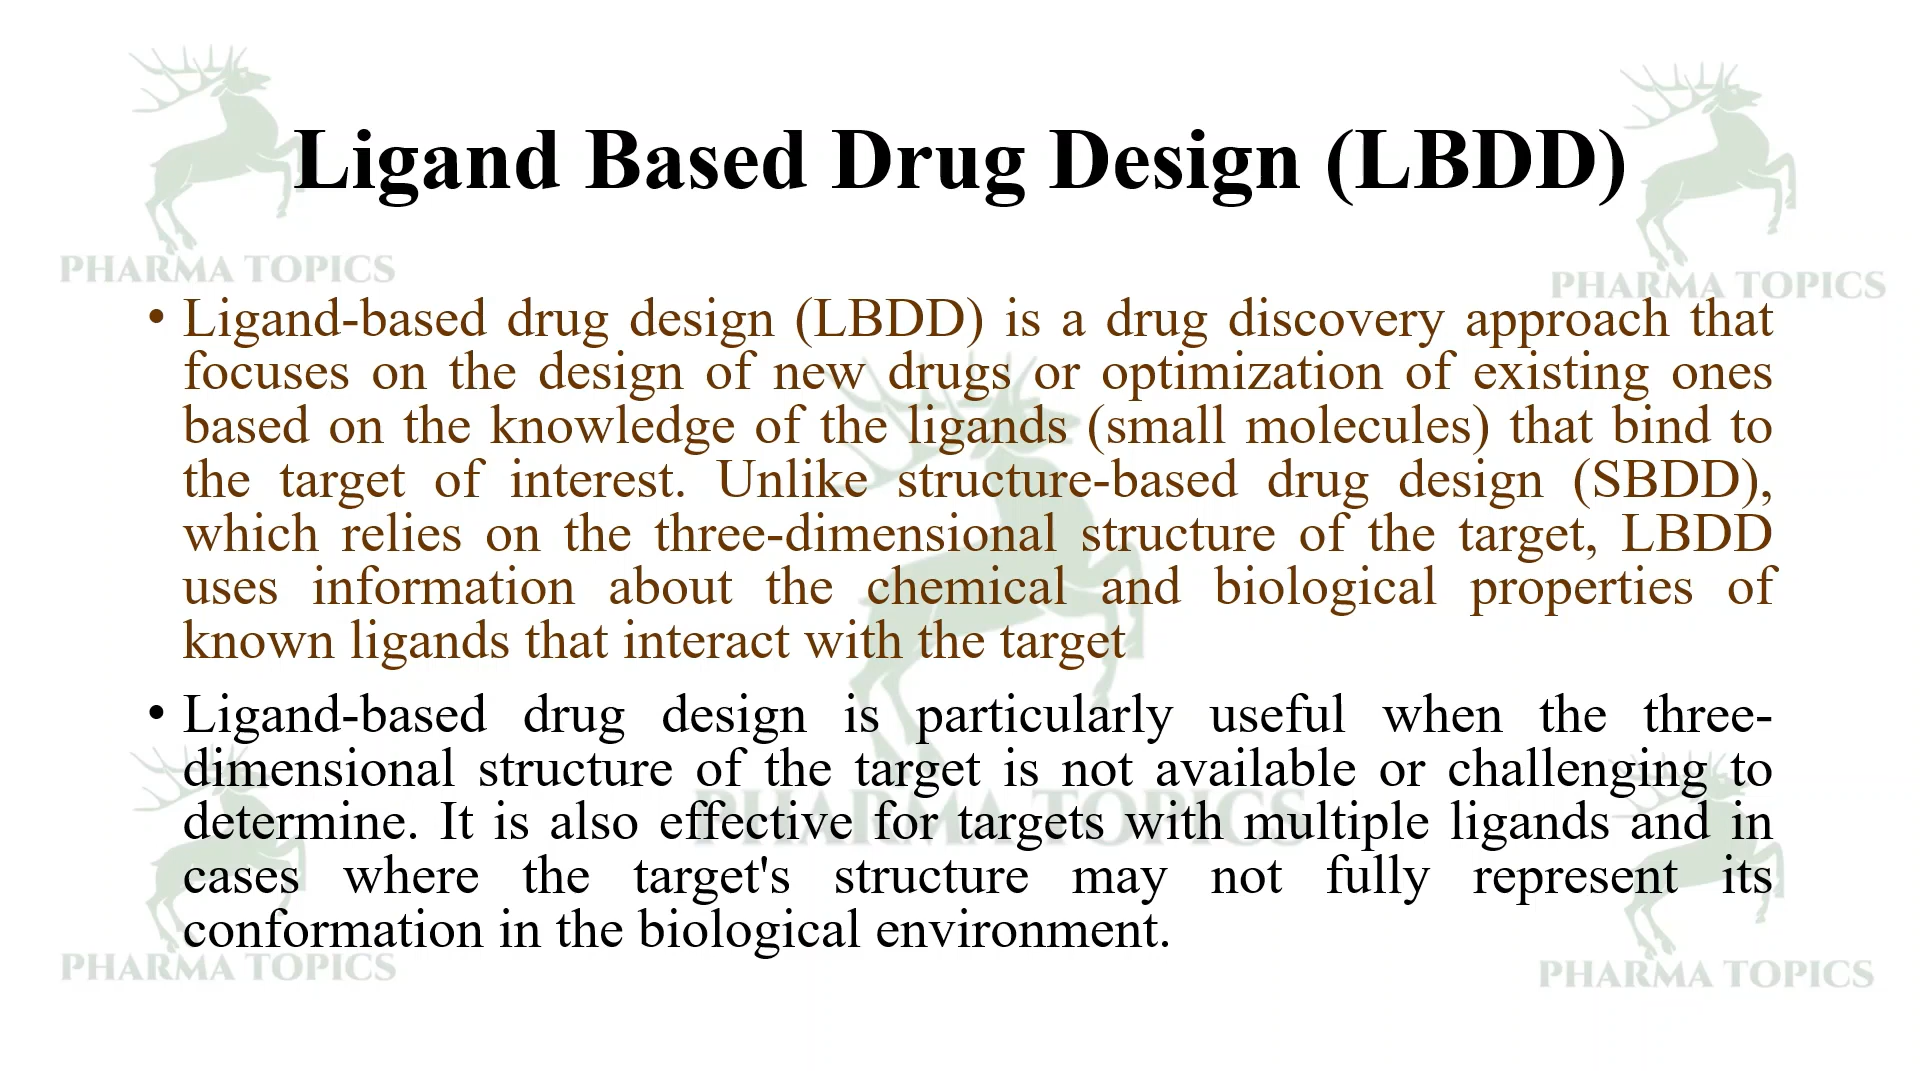 Ligand Based Drug Design (LBDD)
PHARMA TOPICS
PHARMA TOPICS
• Ligand-based drug design (LBDD) is a drug discovery approach that
focuses on the design of new drugs or optimization of existing ones
based on the knowledge of the ligands (small molecules) that bind to
the target of interest. Unlike structure-based drug design (SBDD),
which relies on the three-dimensional structure of the target, LBDD
uses information about the chemical and biological properties of
known ligands that interact with the target
• Ligand-based drug design is particularly useful when the three-
dimensional structure of the target is not available or challenging to
PHARMA TOPICS
determine. It is also effective for targets with multiple ligands and in
cases where the target's structure may not fully represent its
conformation in the biological environment.
PHARMA TOPICS
PHARMA TOPICS